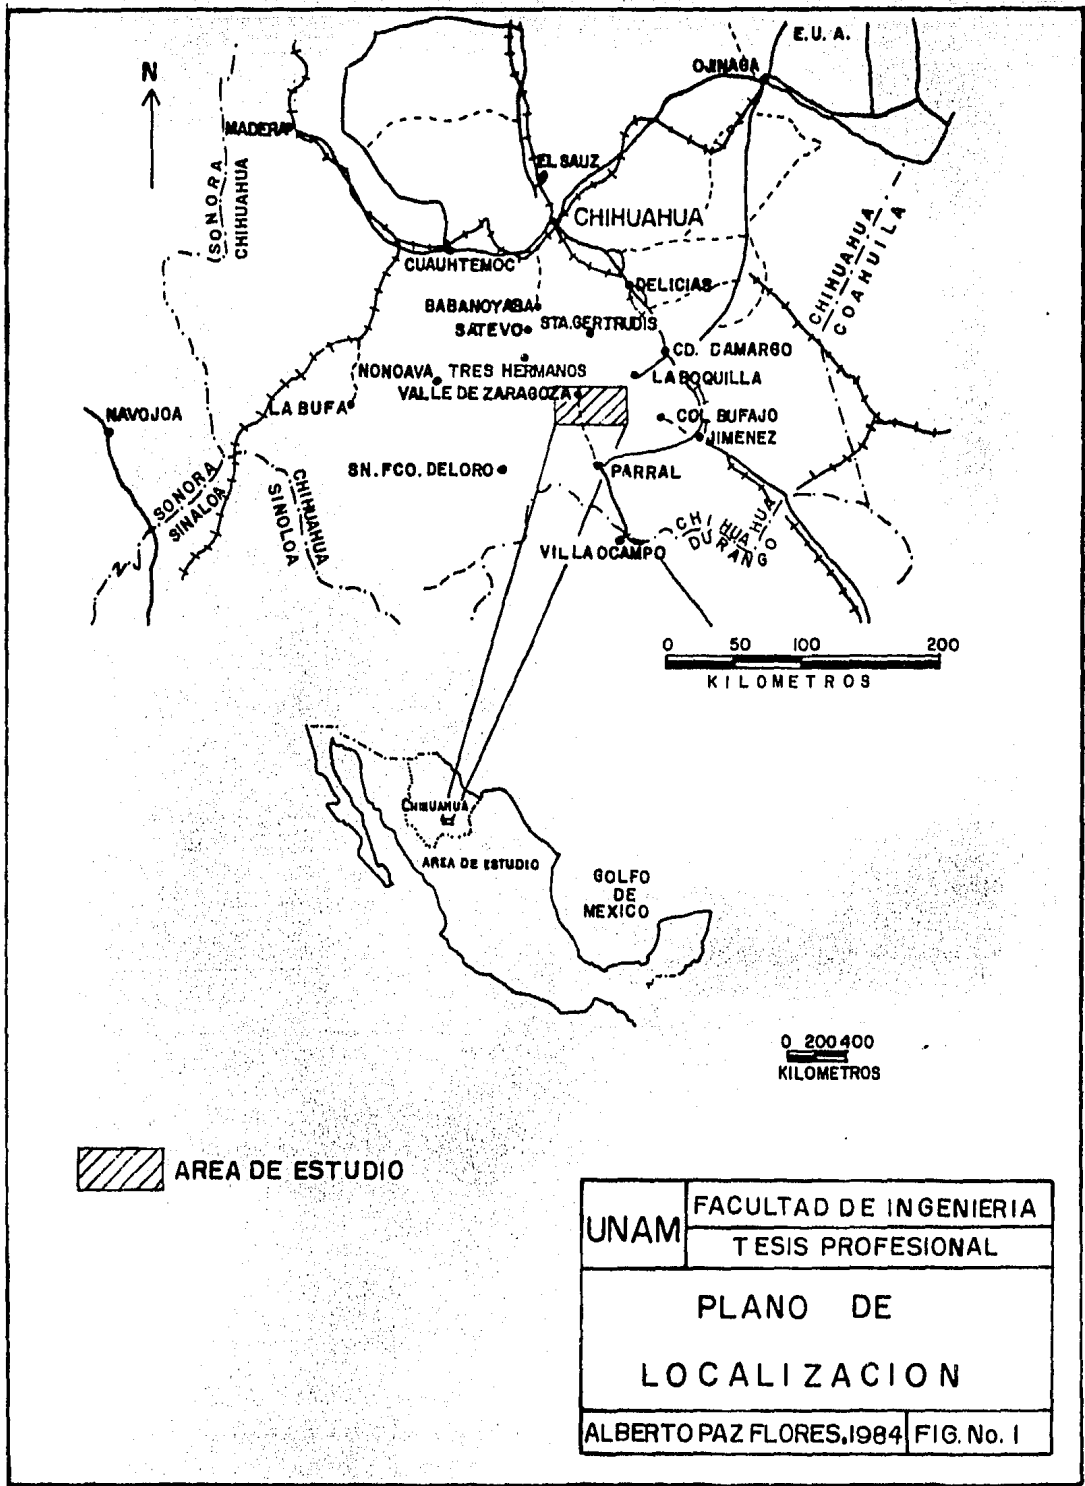 E.U.A.
N
OJINAGA
MADERA
EL SAUZ
SONORA
CHIHUAHUA
CHIHUAHUA
CHIHUAHUA
COAHUILA
CUAUHTEMOC
DELICIAS
BABANOYABA
SATEVO
STA. GERTRUDIS
CD. CAMARGO
NONOAVA
TRES HERMANOS
LA BOQUILLA
VALLE DE ZARAGOZA
LA BUFA
NAVOJOA
COL. BUFAJO
JIMENEZ
SN. FCO. DEL ORO
PARRAL
SONORA
SINALOA
CHIHUAHUA
SINOLOA
CHIHUAHUA
DURANGO
VILLA OCAMPO
0 50 100 200
KILOMETROS
CHIHUAHUA
AREA DE ESTUDIO
GOLFO
DE
MEXICO
0 200 400
KILOMETROS
AREA DE ESTUDIO
UNAM
FACULTAD DE INGENIERIA
TESIS PROFESIONAL
PLANO DE
LOCALIZACION
ALBERTO PAZ FLORES,1984
FIG. No. 1